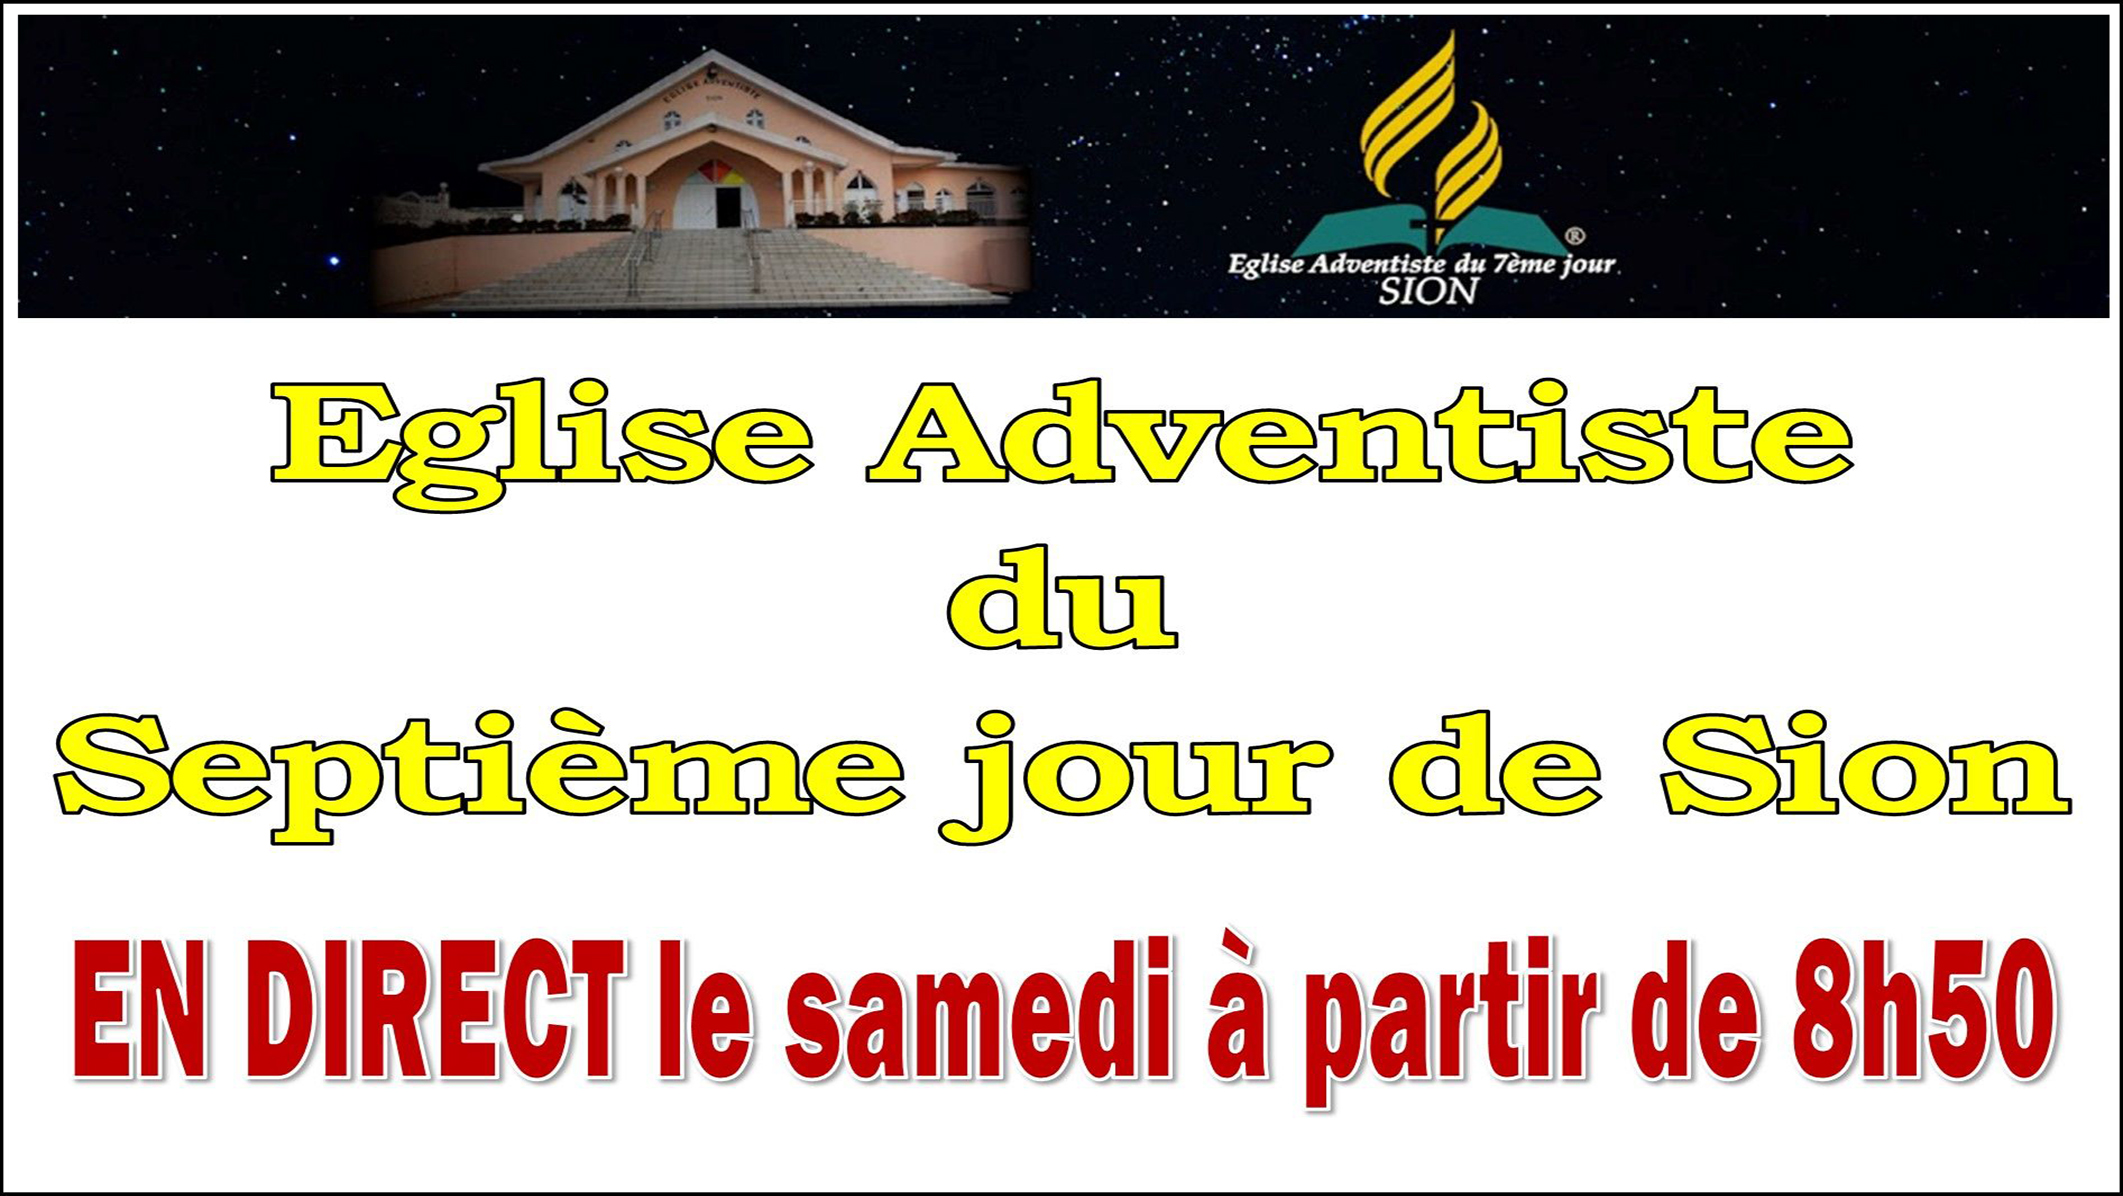 EGLISE ADVENTISTE
SION
®
Eglise Adventiste du 7ème jour
SION
Eglise Adventiste
du
Septième jour de Sion
EN DIRECT le samedi à partir de 8h50